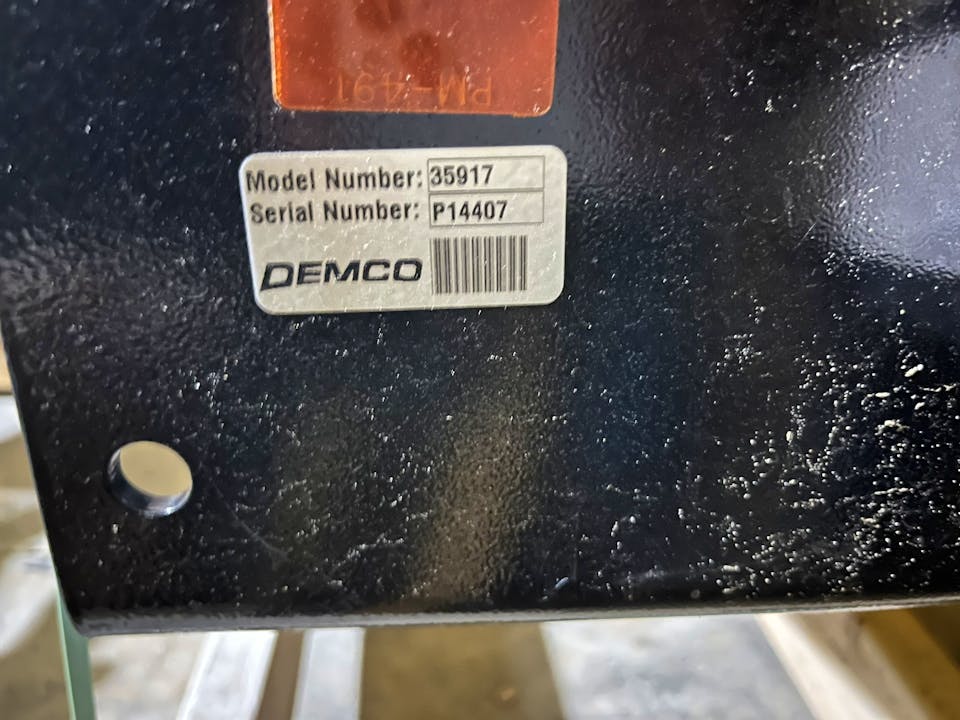 PM-491
Model Number: 35917
Serial Number: P14407
DEMCO